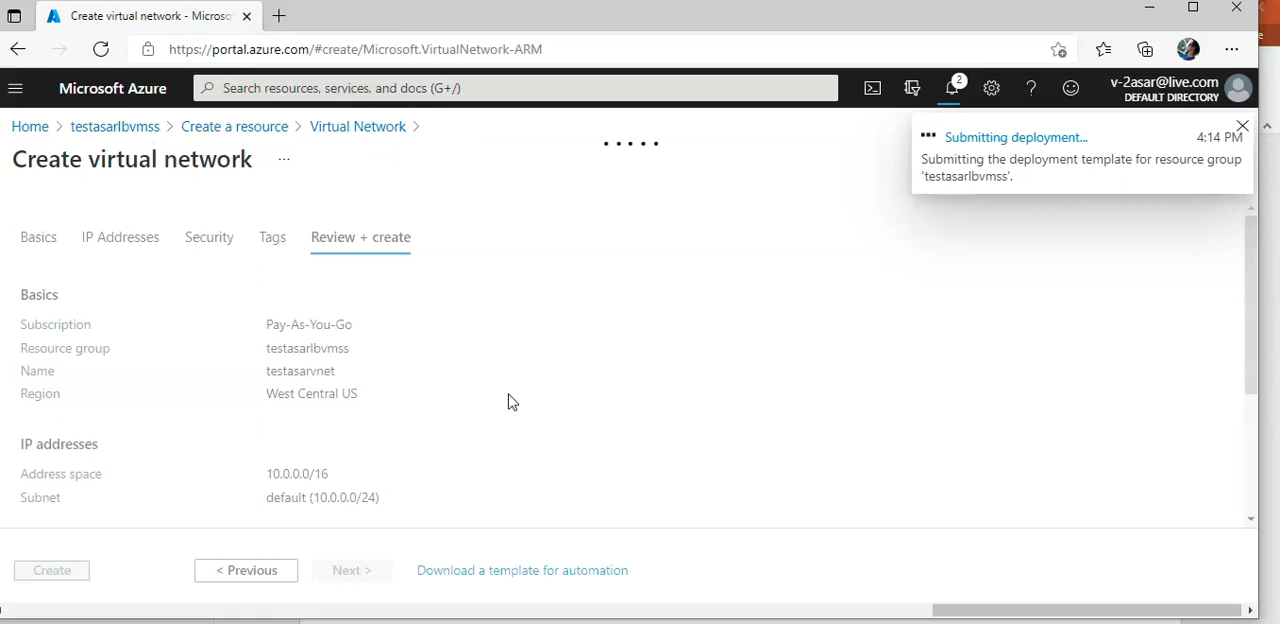 Create virtual network - Microso
https://portal.azure.com/#create/Microsoft.VirtualNetwork-ARM
Microsoft Azure
Search resources, services, and docs (G+/)
2
v-2asar@live.com
DEFAULT DIRECTORY
Home > testasarlbvmss > Create a resource > Virtual Network >
Create virtual network ...
Submitting deployment... 4:14 PM
Submitting the deployment template for resource group
'testasarlbvmss'.
Basics IP Addresses Security Tags Review + create
Basics
Subscription Pay-As-You-Go
Resource group testasarlbvmss
Name testasarvnet
Region West Central US
IP addresses
Address space 10.0.0.0/16
Subnet default (10.0.0.0/24)
Create < Previous Next > Download a template for automation